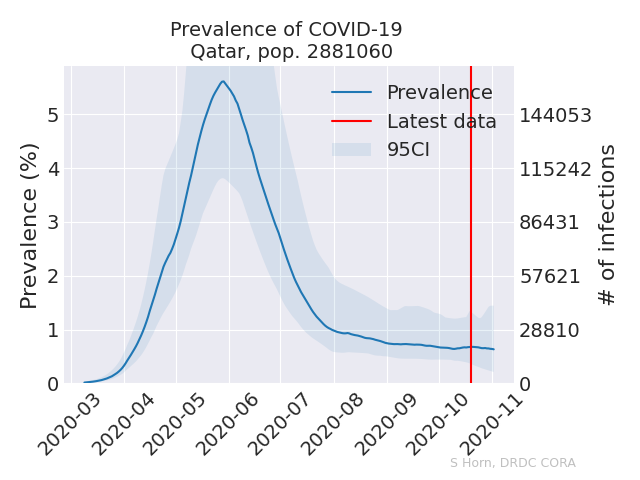 Prevalence of COVID-19
Qatar, pop. 2881060
Prevalence
Latest data
95CI
Prevalence (%)
5
4
3
2
1
0
144053
115242
86431
57621
28810
0
# of infections
2020-03
2020-04
2020-05
2020-06
2020-07
2020-08
2020-09
2020-10
2020-11
S Horn, DRDC CORA